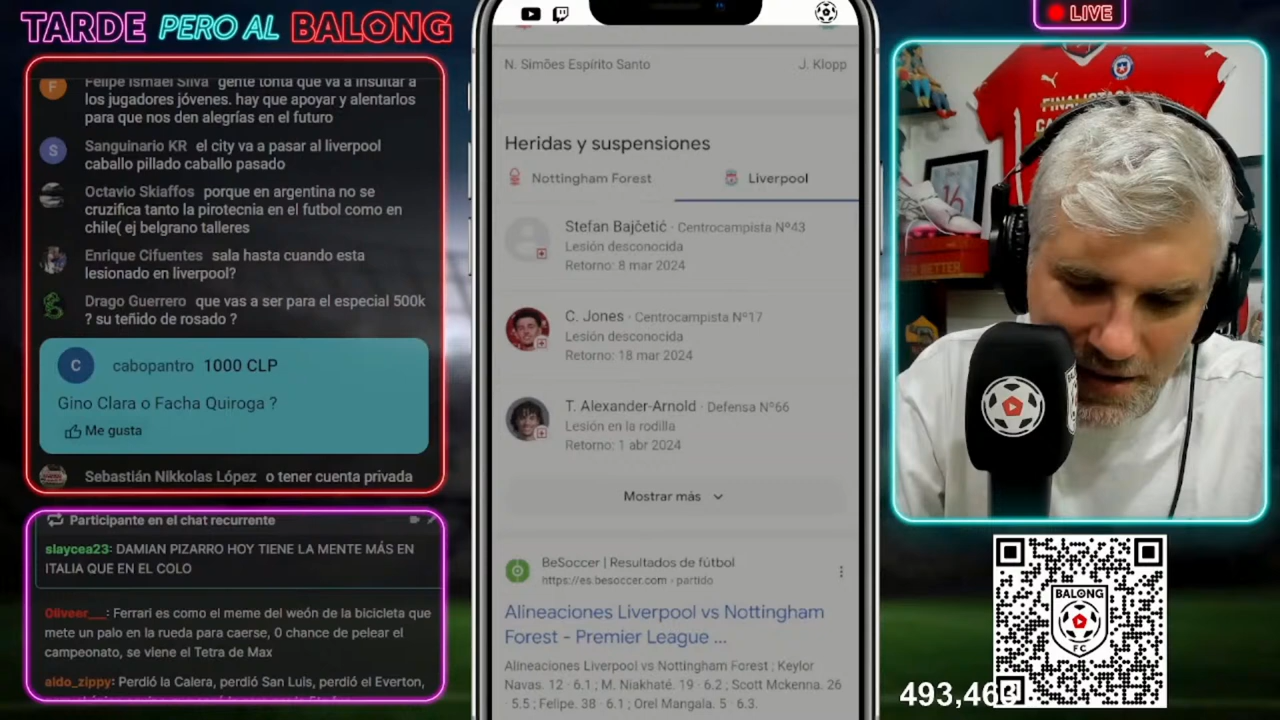 TARDE PERO AL BALONG
Felipe Ismael Silva gente tonta que va a insultar a
los jugadores jóvenes. hay que apoyar y alentarlos
para que nos den alegrías en el futuro
S Sanguinario KR el city va a pasar al liverpool
caballo pillado caballo pasado
Octavio Skiaffos porque en argentina no se
cruzifica tanto la pirotecnia en el futbol como en
chile( ej belgrano talleres
Enrique Cifuentes sala hasta cuando esta
lesionado en liverpool?
Drago Guerrero que vas a ser para el especial 500k
? su teñido de rosado ?
C cabopantro 1000 CLP
Gino Clara o Facha Quiroga ?
Me gusta
Sebastián Nikkolas López o tener cuenta privada
Participante en el chat recurrente
slaycea23: DAMIAN PIZARRO HOY TIENE LA MENTE MÁS EN
ITALIA QUE EN EL COLO
Oliveer___: Ferrari es como el meme del weón de la bicicleta que
mete un palo en la rueda para caerse, 0 chance de pelear el
campeonato, se viene el Tetra de Max
aldo_zippy: Perdió la Calera, perdió San Luis, perdió el Everton,
N. Simões Espírito Santo
J. Klopp
Heridas y suspensiones
Nottingham Forest
Liverpool
Stefan Bajčetić · Centrocampista Nº43
Lesión desconocida
Retorno: 8 mar 2024
C. Jones · Centrocampista Nº17
Lesión desconocida
Retorno: 18 mar 2024
T. Alexander-Arnold · Defensa Nº66
Lesión en la rodilla
Retorno: 1 abr 2024
Mostrar más
BeSoccer | Resultados de fútbol
https://es.besoccer.com › partido
Alineaciones Liverpool vs Nottingham
Forest - Premier League ...
Alineaciones Liverpool vs Nottingham Forest ; Keylor
Navas. 12 · 6.1 ; M. Niakhaté. 19 · 6.2 ; Scott Mckenna. 26
· 5.5 ; Felipe. 38 · 6.1 ; Orel Mangala. 5 · 6.3.
LIVE
FINALISTAS
BALONG
FC